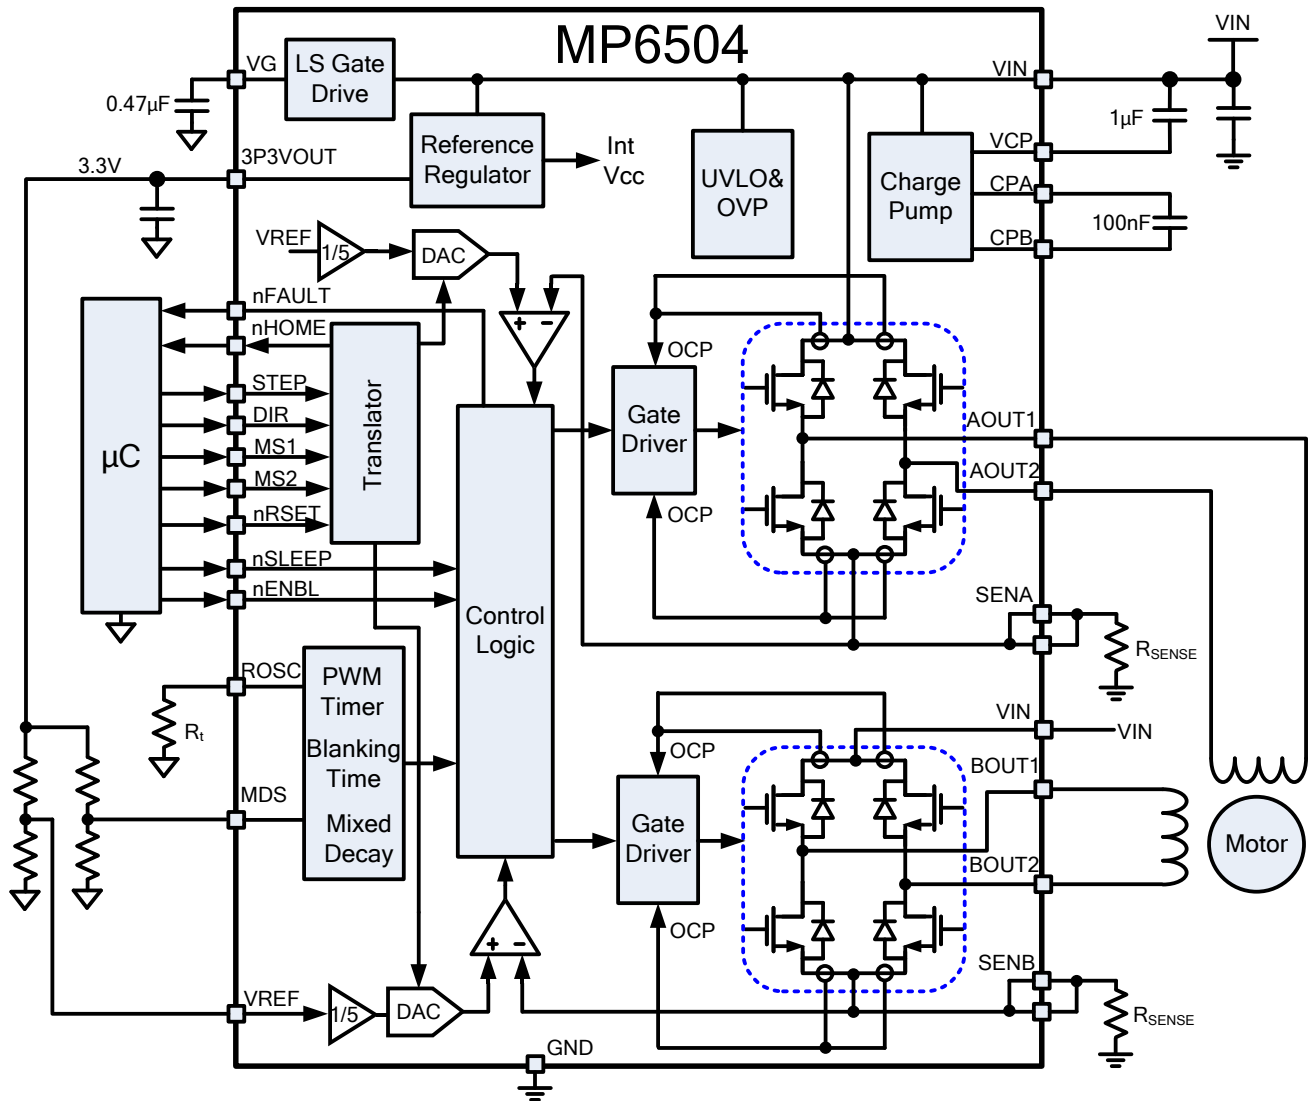 MP6504
VIN
VG
LS Gate
Drive
VIN
0.47µF
1µF
Reference
Regulator
Int
Vcc
UVLO&
OVP
Charge
Pump
VCP
CPA
CPB
100nF
3.3V
3P3VOUT
VREF
1/5
DAC
+ −
nFAULT
nHOME
STEP
DIR
MS1
MS2
nRSET
nSLEEP
nENBL
µC
Translator
Control
Logic
OCP
Gate
Driver
OCP
AOUT1
AOUT2
SENA
RSENSE
ROSC
Rt
PWM
Timer
Blanking
Time
Mixed
Decay
MDS
VIN
VIN
OCP
Gate
Driver
OCP
BOUT1
BOUT2
Motor
+ −
VREF
1/5
DAC
SENB
RSENSE
GND